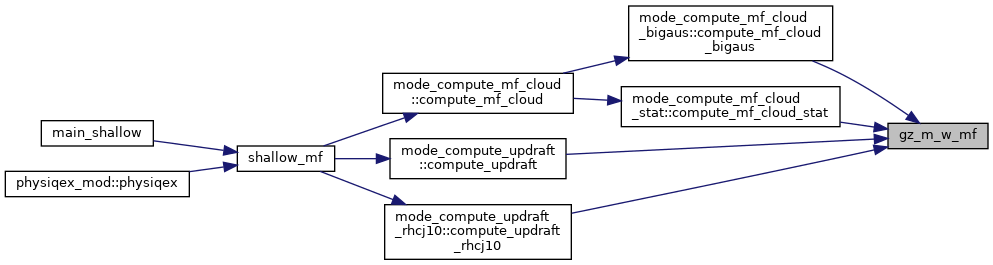 mode_compute_mf_cloud
_bigaus::compute_mf_cloud
_bigaus
mode_compute_mf_cloud
::compute_mf_cloud
mode_compute_mf_cloud
_stat::compute_mf_cloud_stat
main_shallow
gz_m_w_mf
shallow_mf
mode_compute_updraft
::compute_updraft
physiqex_mod::physiqex
mode_compute_updraft
_rhcj10::compute_updraft
_rhcj10